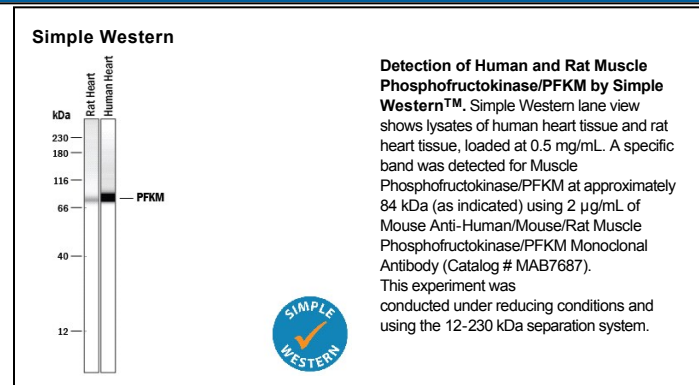 Simple Western
Rat Heart
Human Heart
kDa
230
180
116
66
40
12
PFKM
SIMPLE
WESTERN
Detection of Human and Rat Muscle
Phosphofructokinase/PFKM by Simple
Western™. Simple Western lane view
shows lysates of human heart tissue and rat
heart tissue, loaded at 0.5 mg/mL. A specific
band was detected for Muscle
Phosphofructokinase/PFKM at approximately
84 kDa (as indicated) using 2 µg/mL of
Mouse Anti-Human/Mouse/Rat Muscle
Phosphofructokinase/PFKM Monoclonal
Antibody (Catalog # MAB7687).
This experiment was
conducted under reducing conditions and
using the 12-230 kDa separation system.